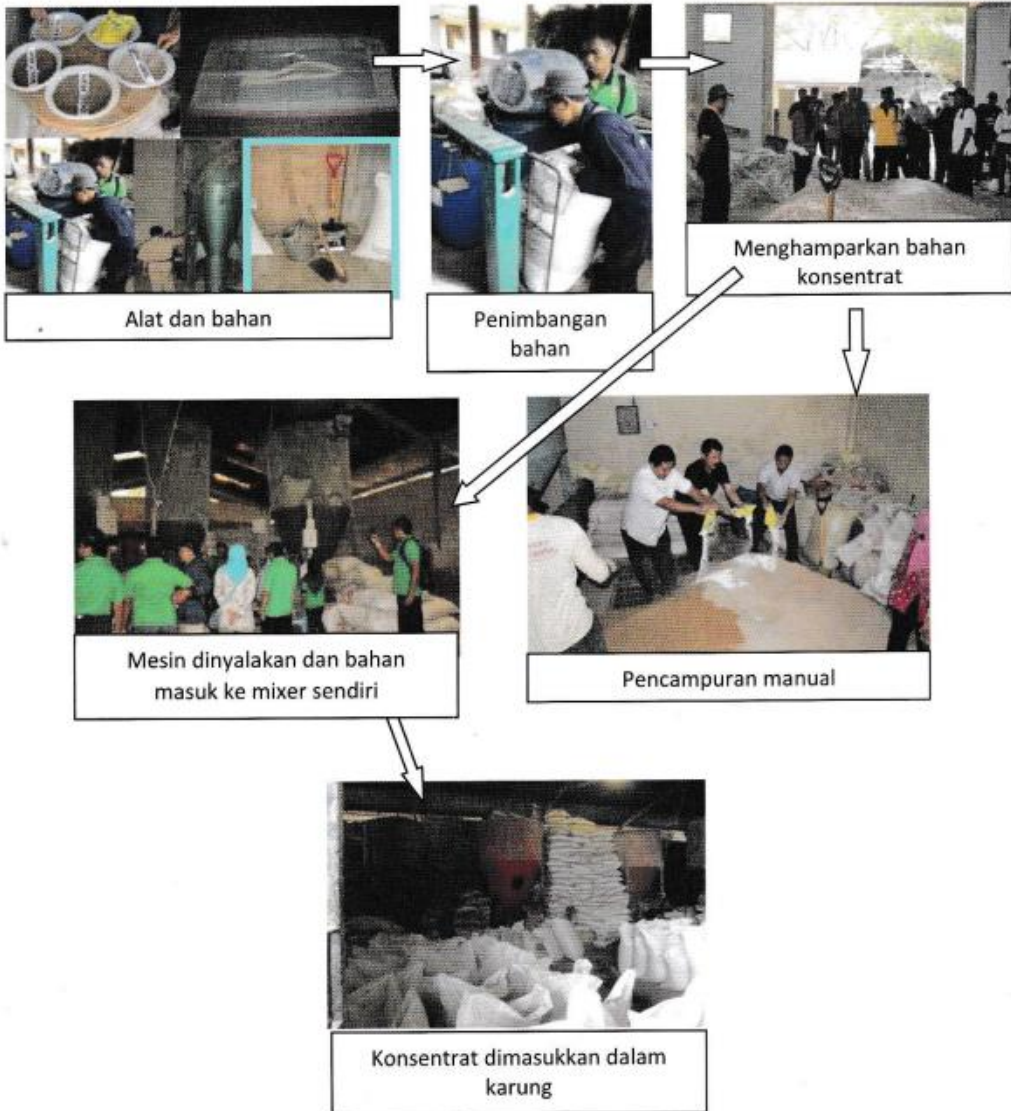 Alat dan bahan
Penimbangan
bahan
Menghamparkan bahan
konsentrat
Mesin dinyalakan dan bahan
masuk ke mixer sendiri
Pencampuran manual
Konsentrat dimasukkan dalam
karung